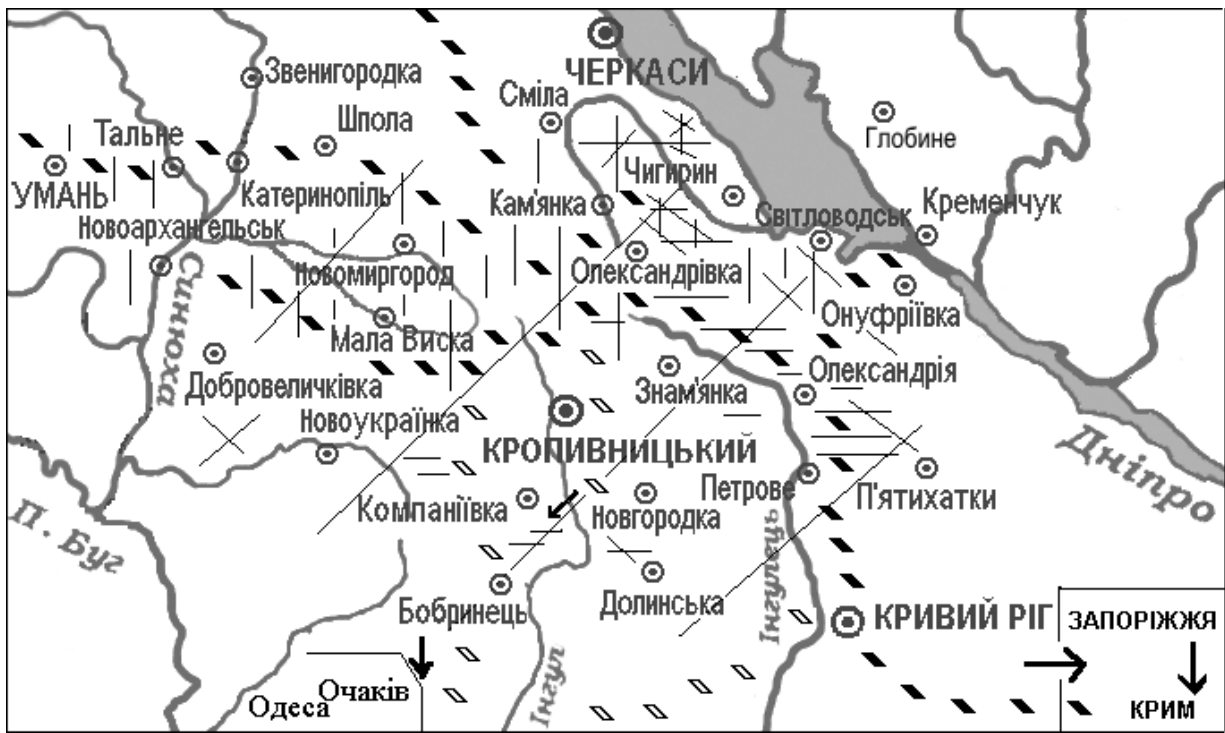 ЧЕРКАСИ
Звенигородка
Сміла
Шпола
Тальне
Глобине
Чигирин
УМАНЬ
Катеринопіль
Кам'янка
Світловодськ
Кременчук
Новоархангельськ
Новомиргород
Олександрівка
Синюха
Онуфріївка
Мала Виска
Добровеличківка
Знам'янка
Олександрія
Новоукраїнка
КРОПИВНИЦЬКИЙ
Дніпро
Петрове
П'ятихатки
Компаніївка
Новгородка
П. Буг
Інгулець
Бобринець
Долинська
КРИВИЙ РІГ
ЗАПОРІЖЖЯ
Інгул
Очаків
Одеса
КРИМ